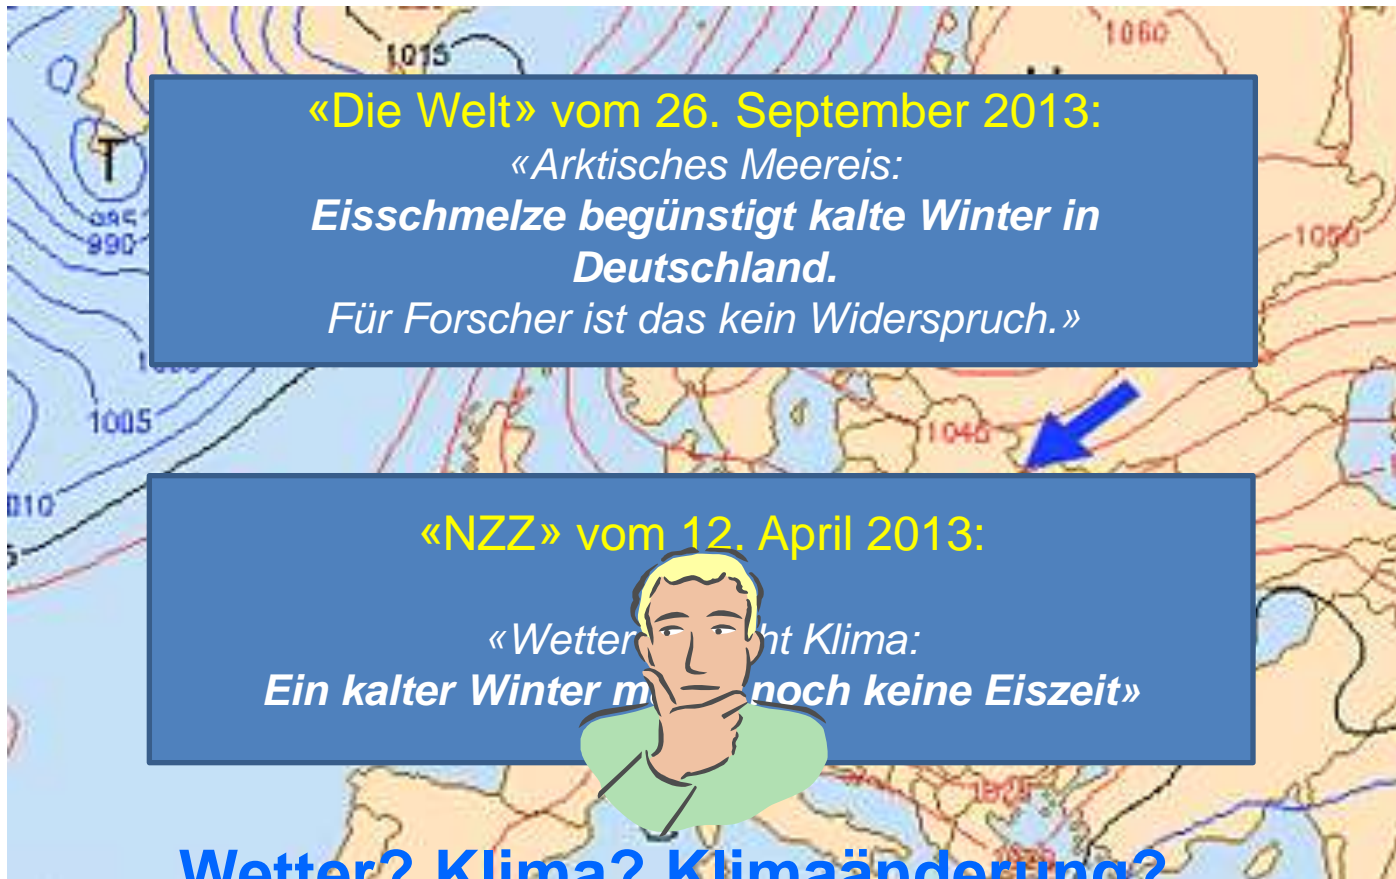 1015
1060
«Die Welt» vom 26. September 2013:
«Arktisches Meereis:
Eisschmelze begünstigt kalte Winter in
Deutschland.
Für Forscher ist das kein Widerspruch.»
T
990
1050
1005
1045
010
«NZZ» vom 12. April 2013:
«Wetter Klima:
Ein kalter Winter noch keine Eiszeit»
Wetter? Klima? Klimaänderung?